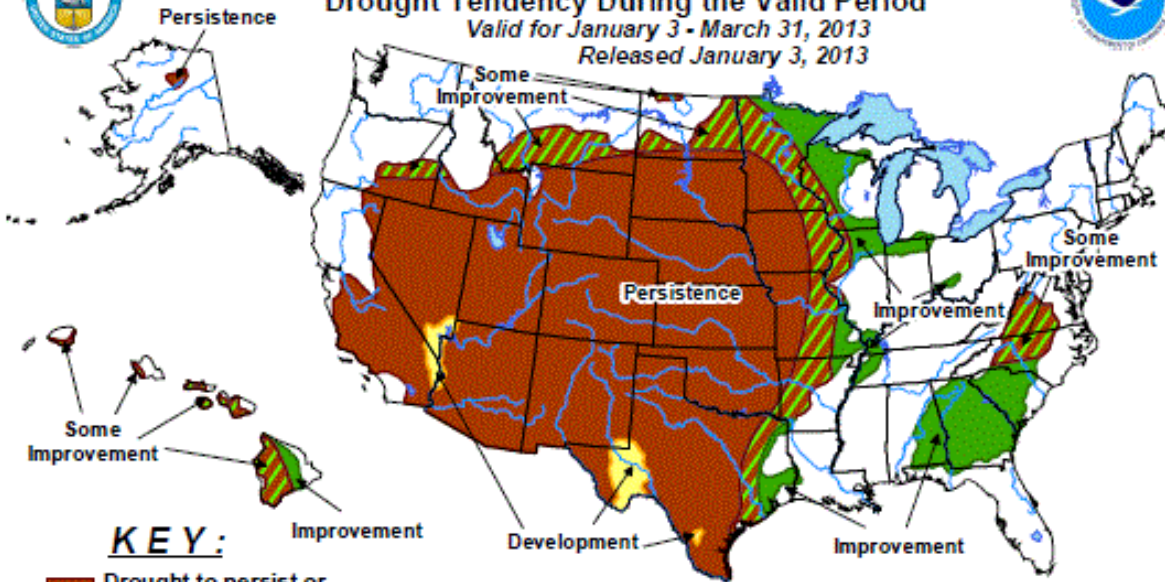 Drought Tendency During the Valid Period
Valid for January 3 - March 31, 2013
Released January 3, 2013
Persistence
Some
Improvement
Persistence
Some
Improvement
Improvement
Some
Improvement
Improvement
Development
Improvement
KEY:
Drought to persist or